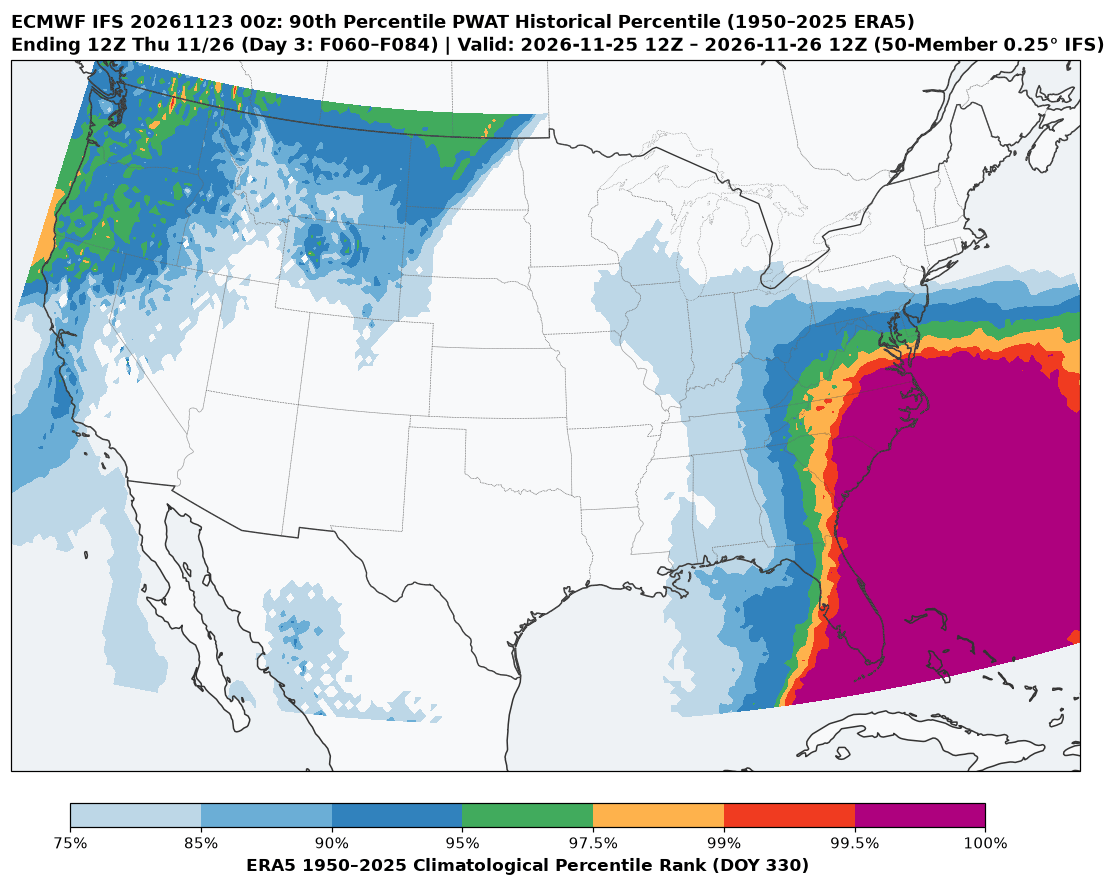 ECMWF IFS 20261123 00z: 90th Percentile PWAT Historical Percentile (1950–2025 ERA5)
Ending 12Z Thu 11/26 (Day 3: F060–F084) | Valid: 2026-11-25 12Z – 2026-11-26 12Z (50-Member 0.25° IFS)
75% 85% 90% 95% 97.5% 99% 99.5% 100%
ERA5 1950–2025 Climatological Percentile Rank (DOY 330)